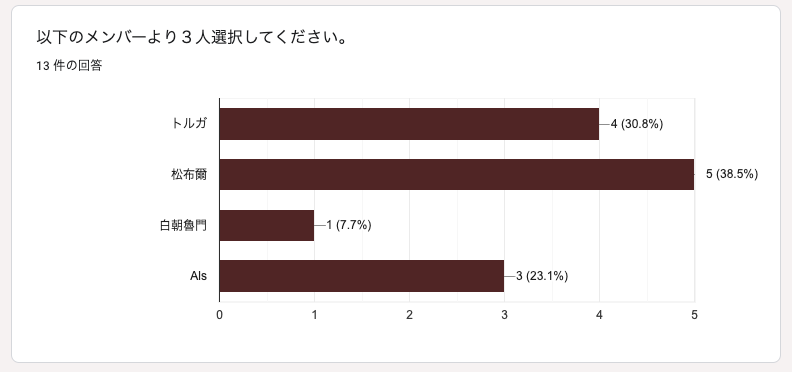 以下のメンバーより３人選択してください。
13 件の回答
トルガ
4 (30.8%)
松布爾
5 (38.5%)
白朝魯門
1 (7.7%)
Als
3 (23.1%)
0 1 2 3 4 5